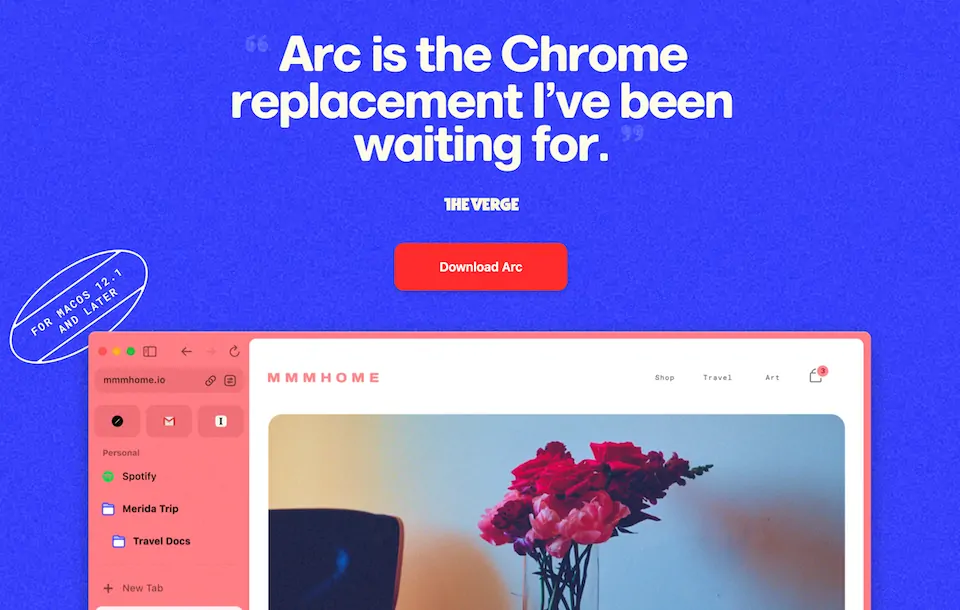 “Arc is the Chrome
replacement I’ve been
waiting for.”
THE VERGE
Download Arc
FOR MACOS 12.1
AND LATER
mmmhome.io
Personal
Spotify
Merida Trip
Travel Docs
New Tab
MMMHOME
Shop Travel Art 3